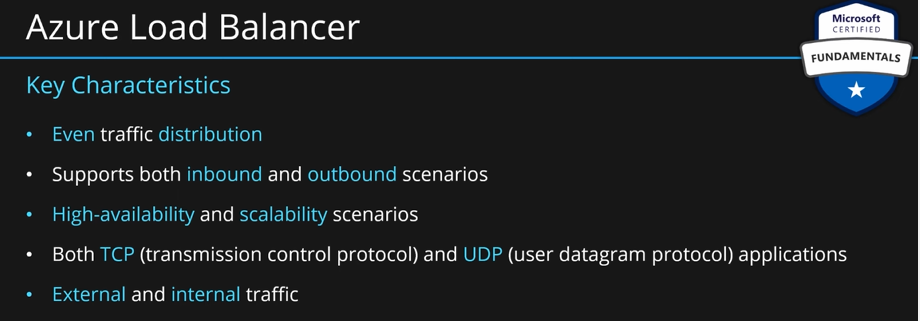 Azure Load Balancer
Microsoft
CERTIFIED
FUNDAMENTALS
Key Characteristics
• Even traffic distribution
• Supports both inbound and outbound scenarios
• High-availability and scalability scenarios
• Both TCP (transmission control protocol) and UDP (user datagram protocol) applications
• External and internal traffic